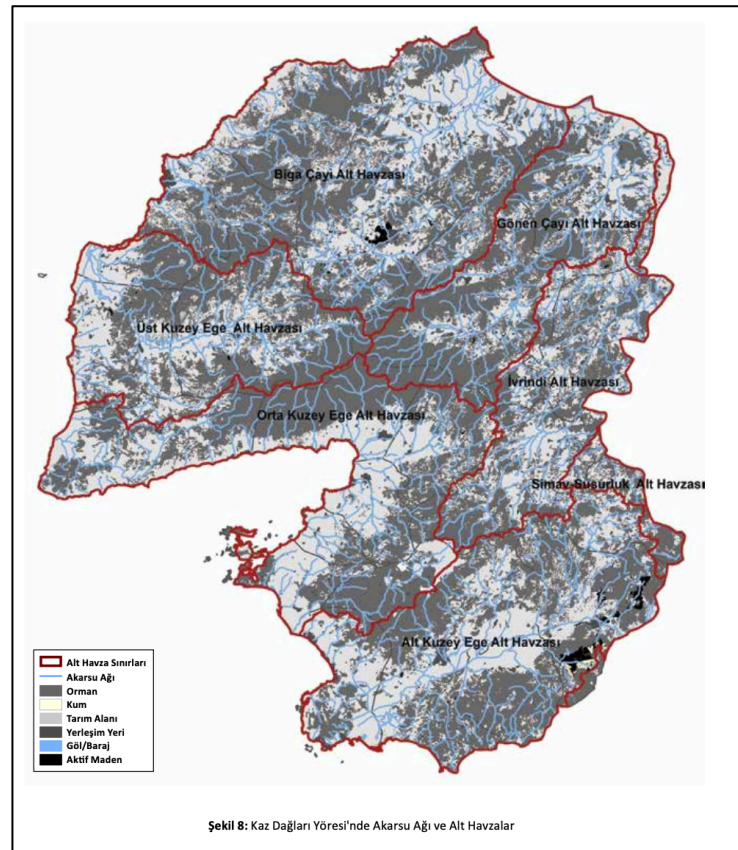 Biga Çayı Alt Havzası
Gönen Çayı Alt Havzası
Üst Kuzey Ege Alt Havzası
İvrindi Alt Havzası
Orta Kuzey Ege Alt Havzası
Simav-Susurluk Alt Havzası
Alt Kuzey Ege Alt Havzası
Alt Havza Sınırları
Akarsu Ağı
Orman
Kum
Tarım Alanı
Yerleşim Yeri
Göl/Baraj
Aktif Maden
Şekil 8: Kaz Dağları Yöresi'nde Akarsu Ağı ve Alt Havzalar